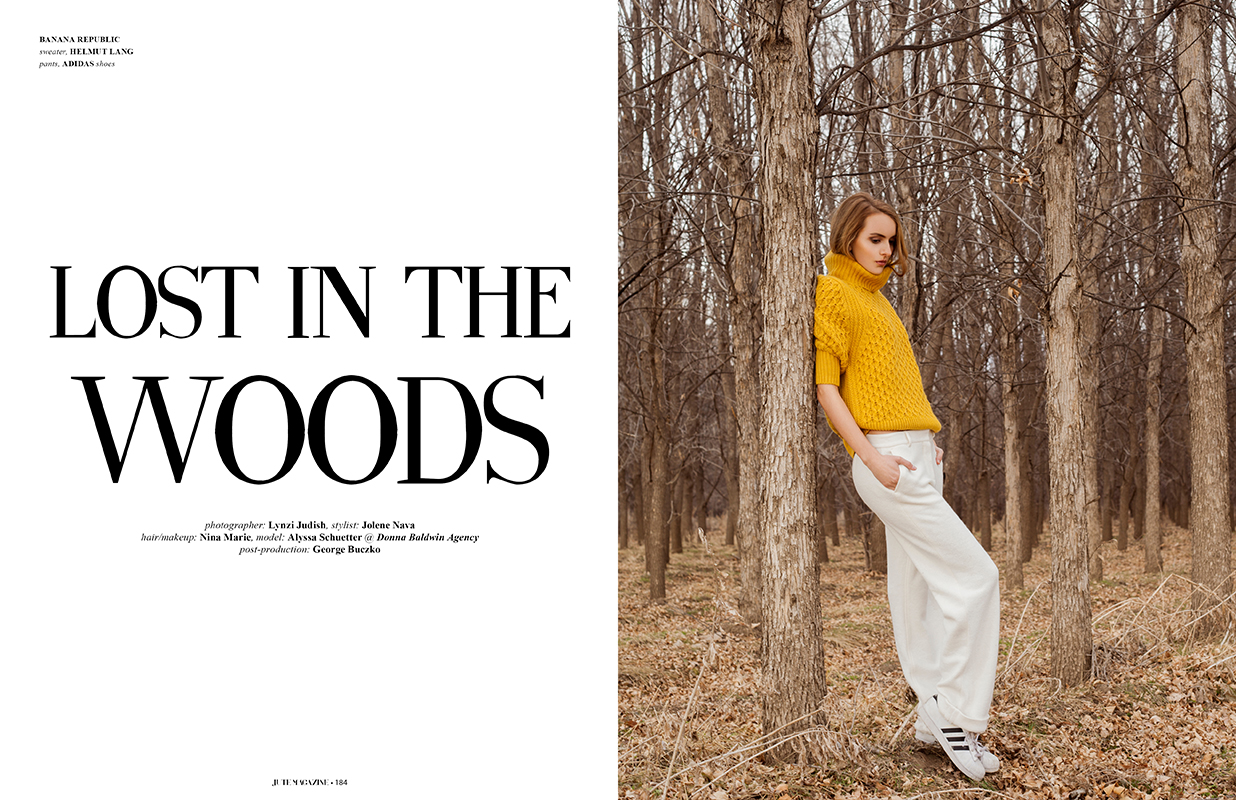 BANANA REPUBLIC
sweater, HELMUT LANG
pants, ADIDAS shoes
LOST IN THE
WOODS
photographer: Lynzi Judish, stylist: Jolene Nava
hair/makeup: Nina Marie, model: Alyssa Schuetter @ Donna Baldwin Agency
post-production: George Buczko
JUTE MAGAZINE • 184